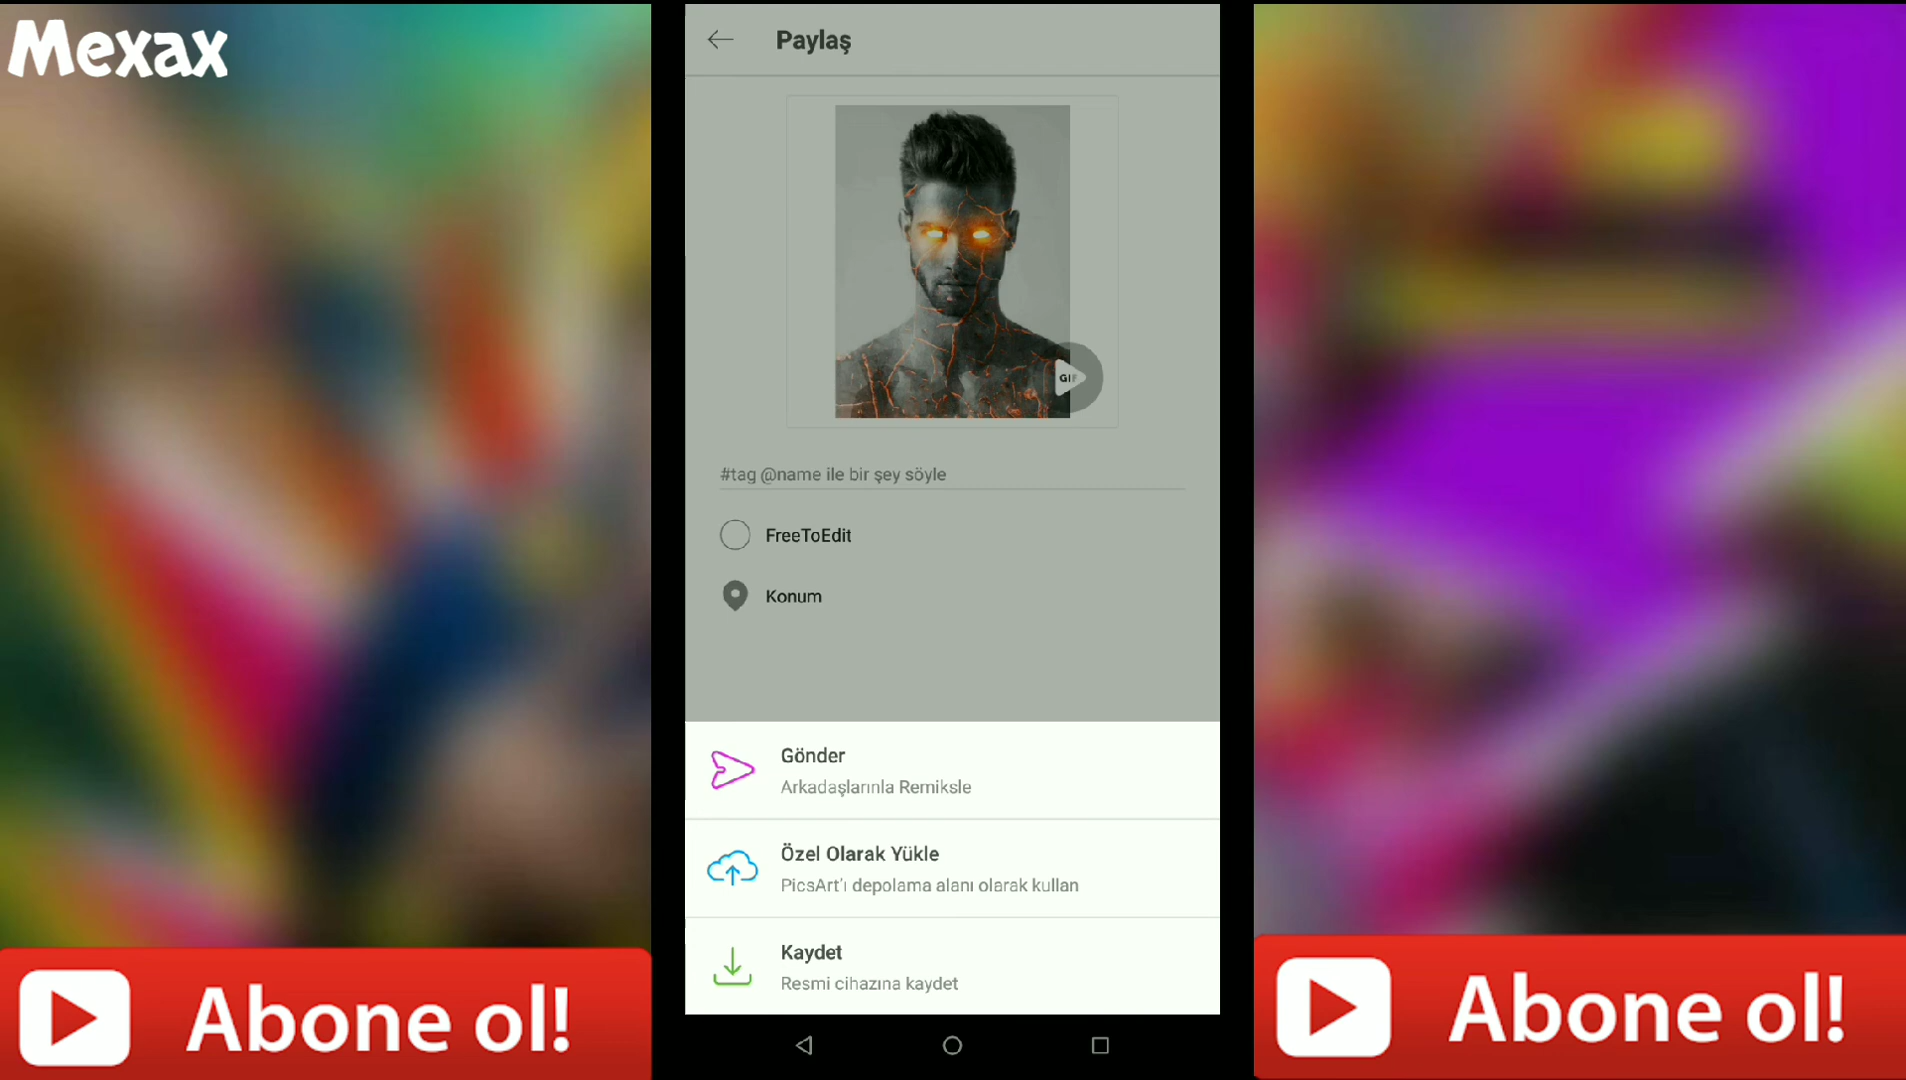 Mexax
Paylaş
GIF
#tag @name ile bir şey söyle
FreeToEdit
Konum
Gönder
Arkadaşlarınla Remiksle
Özel Olarak Yükle
PicsArt'ı depolama alanı olarak kullan
Kaydet
Resmi cihazına kaydet
Abone ol!
Abone ol!